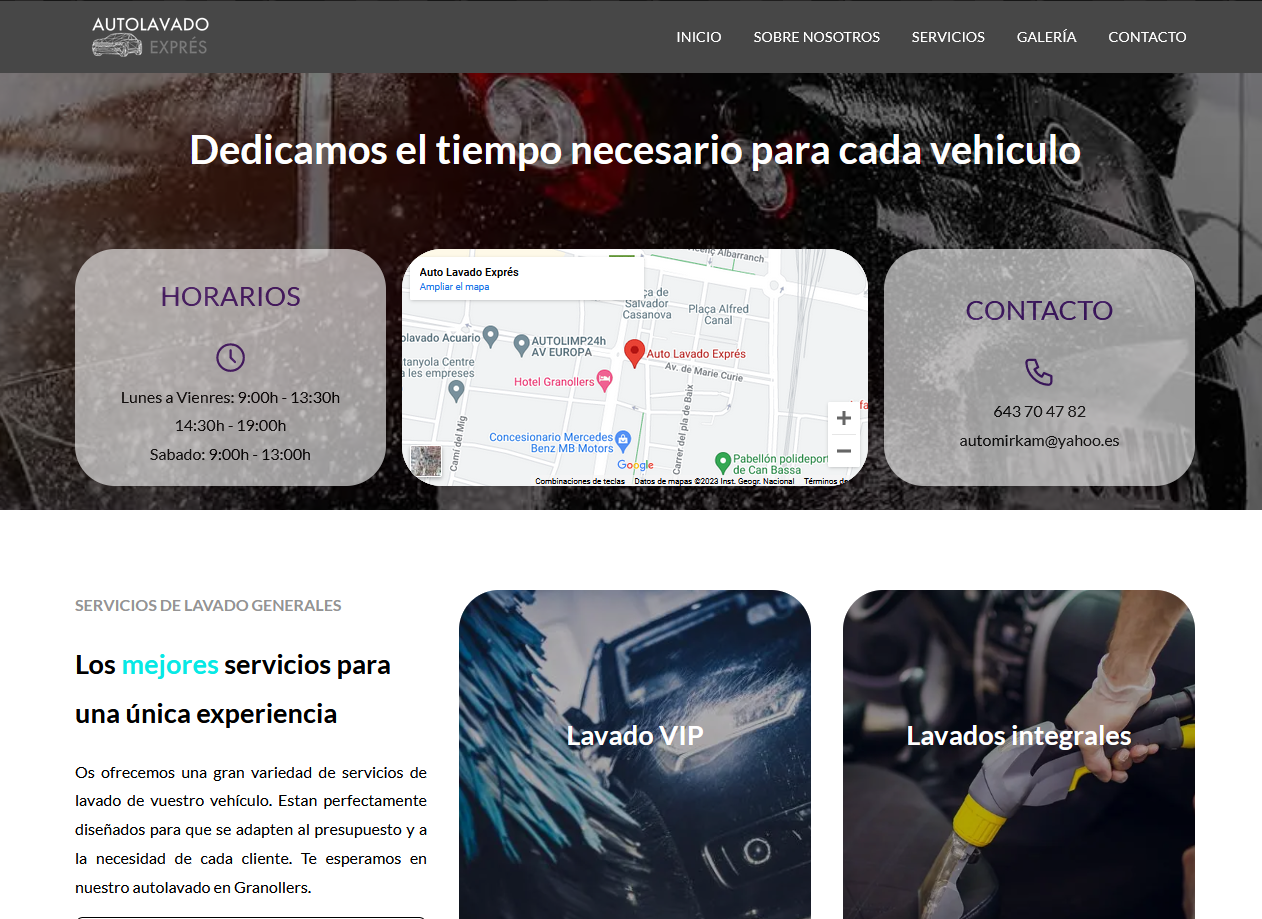 AUTOLAVADO
EXPRÉS
INICIO
SOBRE NOSOTROS
SERVICIOS
GALERÍA
CONTACTO
Dedicamos el tiempo necesario para cada vehiculo
HORARIOS
Lunes a Vienres: 9:00h - 13:30h
14:30h - 19:00h
Sabado: 9:00h - 13:00h
Auto Lavado Exprés
Ampliar el mapa
Albarranch
Salvador
Casanova
Plaça Alfred
Canal
Acuario
AUTOLIMP24h
AV EUROPA
Auto Lavado Exprés
Av. de Marie Curie
Centre
les empreses
Hotel Granollers
Camí del Mig
Carrer del pla de Baix
Concesionario Mercedes
Benz MB Motors
Google
Pabellón
de Can Bassa
Combinaciones de teclas
Datos de mapas ©2023 Inst. Geogr. Nacional
Términos
CONTACTO
643 70 47 82
automirkam@yahoo.es
SERVICIOS DE LAVADO GENERALES
Los mejores servicios para
una única experiencia
Os ofrecemos una gran variedad de servicios de
lavado de vuestro vehículo. Estan perfectamente
diseñados para que se adapten al presupuesto y a
la necesidad de cada cliente. Te esperamos en
nuestro autolavado en Granollers.
Lavado VIP
Lavados integrales